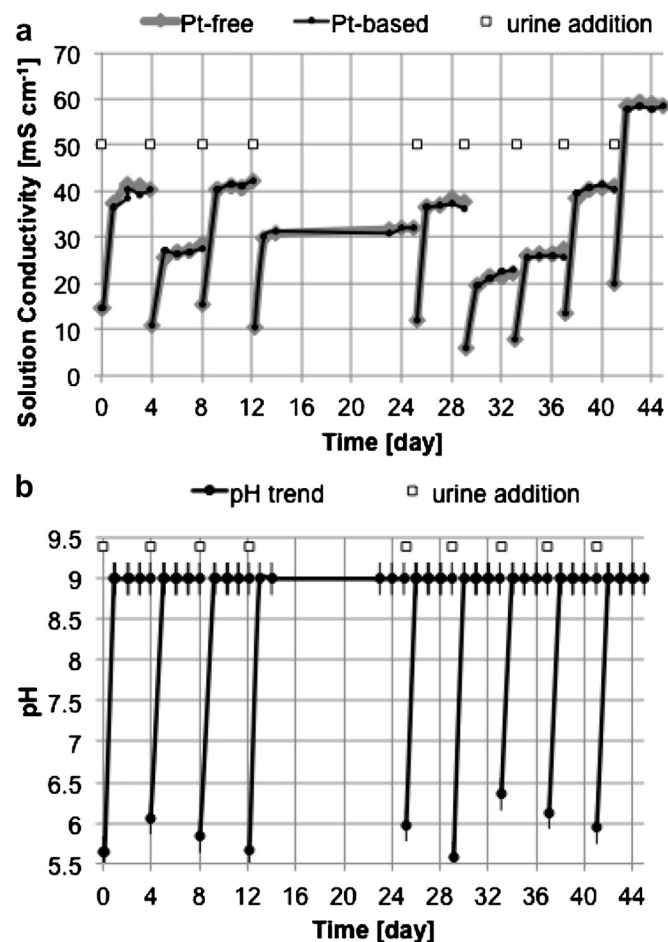 a
Pt-free Pt-based urine addition
Solution Conductivity [mS cm⁻¹]
70
60
50
40
30
20
10
0
0 4 8 12 16 20 24 28 32 36 40 44
Time [day]
b
pH trend urine addition
pH
9.5
9
8.5
8
7.5
7
6.5
6
5.5
0 4 8 12 16 20 24 28 32 36 40 44
Time [day]